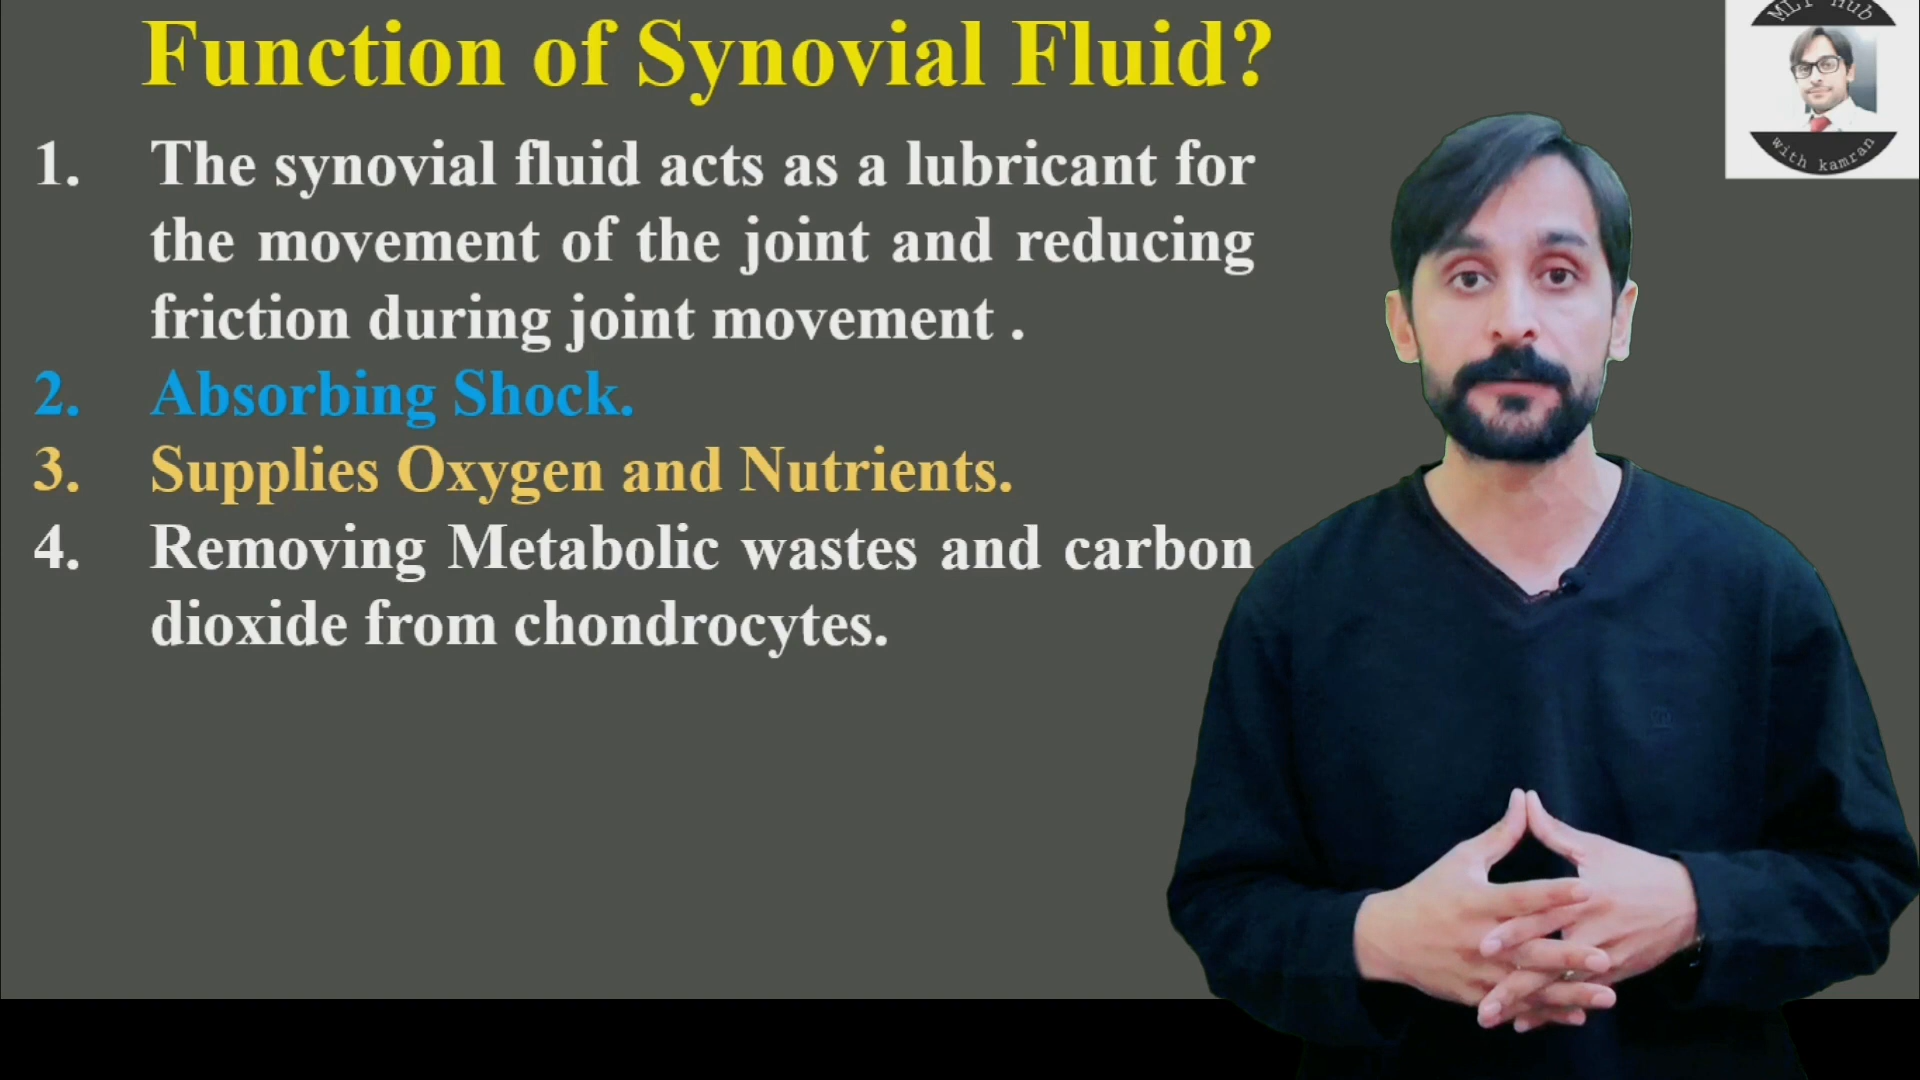 Function of Synovial Fluid?
1. The synovial fluid acts as a lubricant for
the movement of the joint and reducing
friction during joint movement .
2. Absorbing Shock.
3. Supplies Oxygen and Nutrients.
4. Removing Metabolic wastes and carbon
dioxide from chondrocytes.
MLT Hub
with kamran